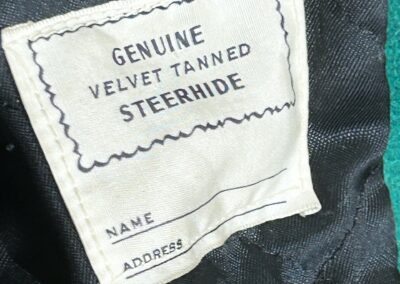 GENUINE
VELVET TANNED
STEERHIDE
NAME
ADDRESS